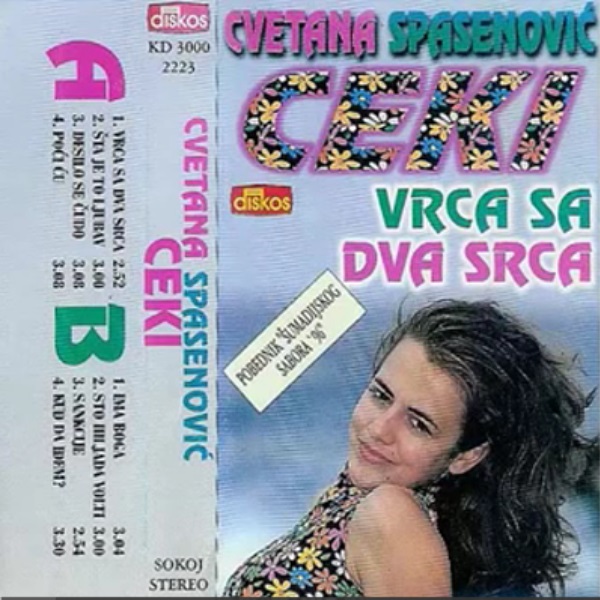 diskos
KD 3000
2223
CVETANA SPASENOVIĆ
CEKI
A
1. VRCA SA DVA SRCA 2.52
2. ŠTA JE TO LJUBAV 3.00
3. DESILO SE ČUDO 3.08
4. POĆI ĆU 3.08
B
1. IMA BOGA 3.04
2. STO HILJADA VOLTI 3.00
3. SANKCIJE 2.54
4. KUD DA IDEM? 3.30
SOKOJ
STEREO
CVETANA SPASENOVIĆ
CEKI
diskos
VRCA SA
DVA SRCA
POBEDNIK ŠUMADIJSKOG
SABORA "96"